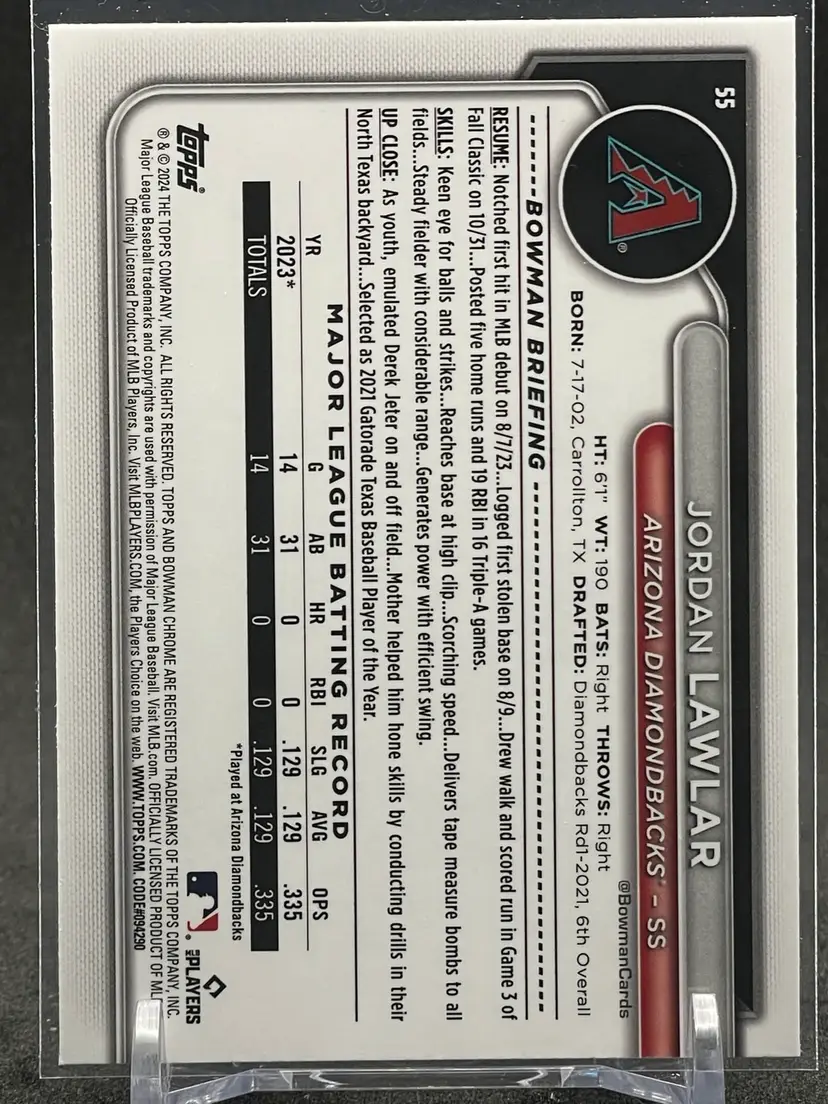 55
JORDAN LAWLAR
ARIZONA DIAMONDBACKS® – SS
@BowmanCards
HT: 6'1" WT: 190 BATS: Right THROWS: Right
BORN: 7-17-02, Carrollton, TX DRAFTED: Diamondbacks Rd1-2021, 6th Overall
BOWMAN BRIEFING
RESUME: Notched first hit in MLB debut on 8/7/23...Logged first stolen base on 8/9...Drew walk and scored run in Game 3 of
Fall Classic on 10/31...Posted five home runs and 19 RBI in 16 Triple-A games.
SKILLS: Keen eye for balls and strikes...Reaches base at high clip...Scorching speed...Delivers tape measure bombs to all
fields...Steady fielder with considerable range...Generates power with efficient swing.
UP CLOSE: As youth, emulated Derek Jeter on and off field...Mother helped him hone skills by conducting drills in their
North Texas backyard...Selected as 2021 Gatorade Texas Baseball Player of the Year.
MAJOR LEAGUE BATTING RECORD
YR G AB HR RBI SLG AVG OPS
2023* 14 31 0 0 .129 .129 .335
TOTALS 14 31 0 0 .129 .129 .335
*Played at Arizona Diamondbacks
topps®
MLB PLAYERS
® & © 2024 THE TOPPS COMPANY, INC. ALL RIGHTS RESERVED. TOPPS AND BOWMAN CHROME ARE REGISTERED TRADEMARKS OF THE TOPPS COMPANY, INC.
Major League Baseball trademarks and copyrights are used with permission of Major League Baseball. Visit MLB.com. OFFICIALLY LICENSED PRODUCT OF MLB
Officially Licensed Product of MLB Players, Inc. Visit MLBPLAYERS.COM, the Players Choice on the web. WWW.TOPPS.COM. CODE#094290